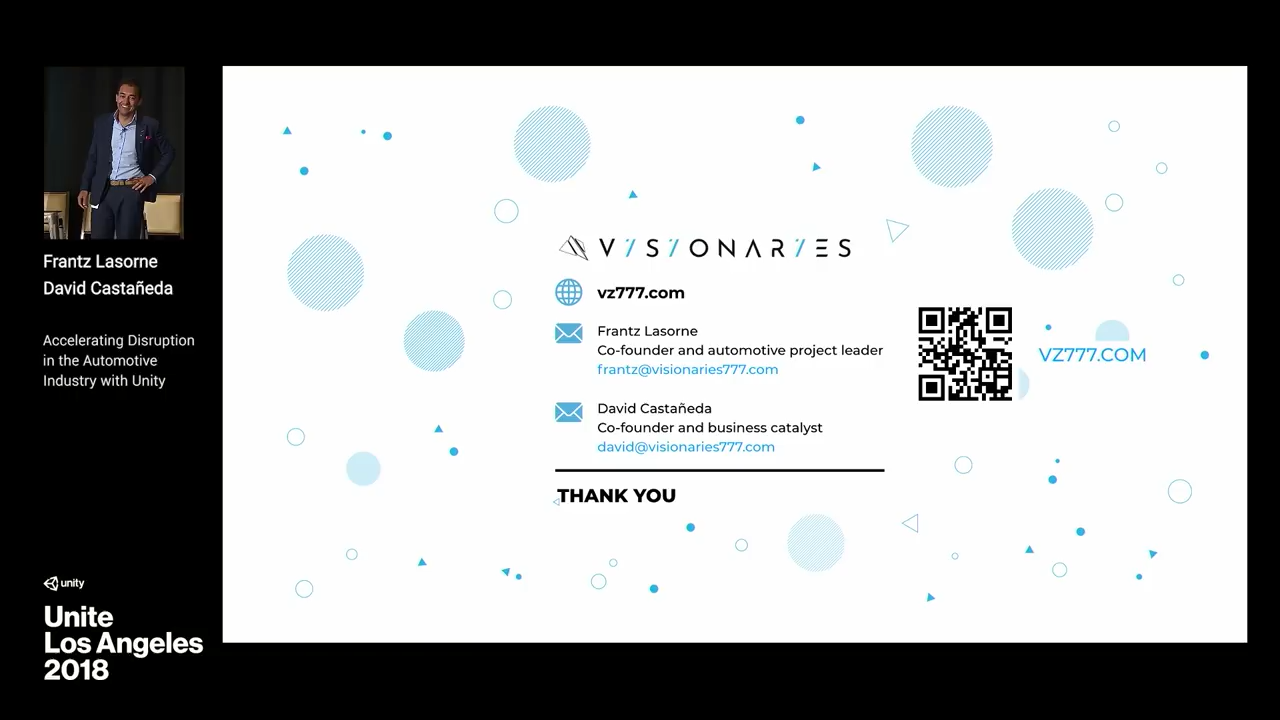 Frantz Lasorne
David Castañeda
Accelerating Disruption
in the Automotive
Industry with Unity
unity
Unite
Los Angeles
2018
V7S7ONAR7ES
vz777.com
Frantz Lasorne
Co-founder and automotive project leader
frantz@visionaries777.com
David Castañeda
Co-founder and business catalyst
david@visionaries777.com
THANK YOU
VZ777.COM